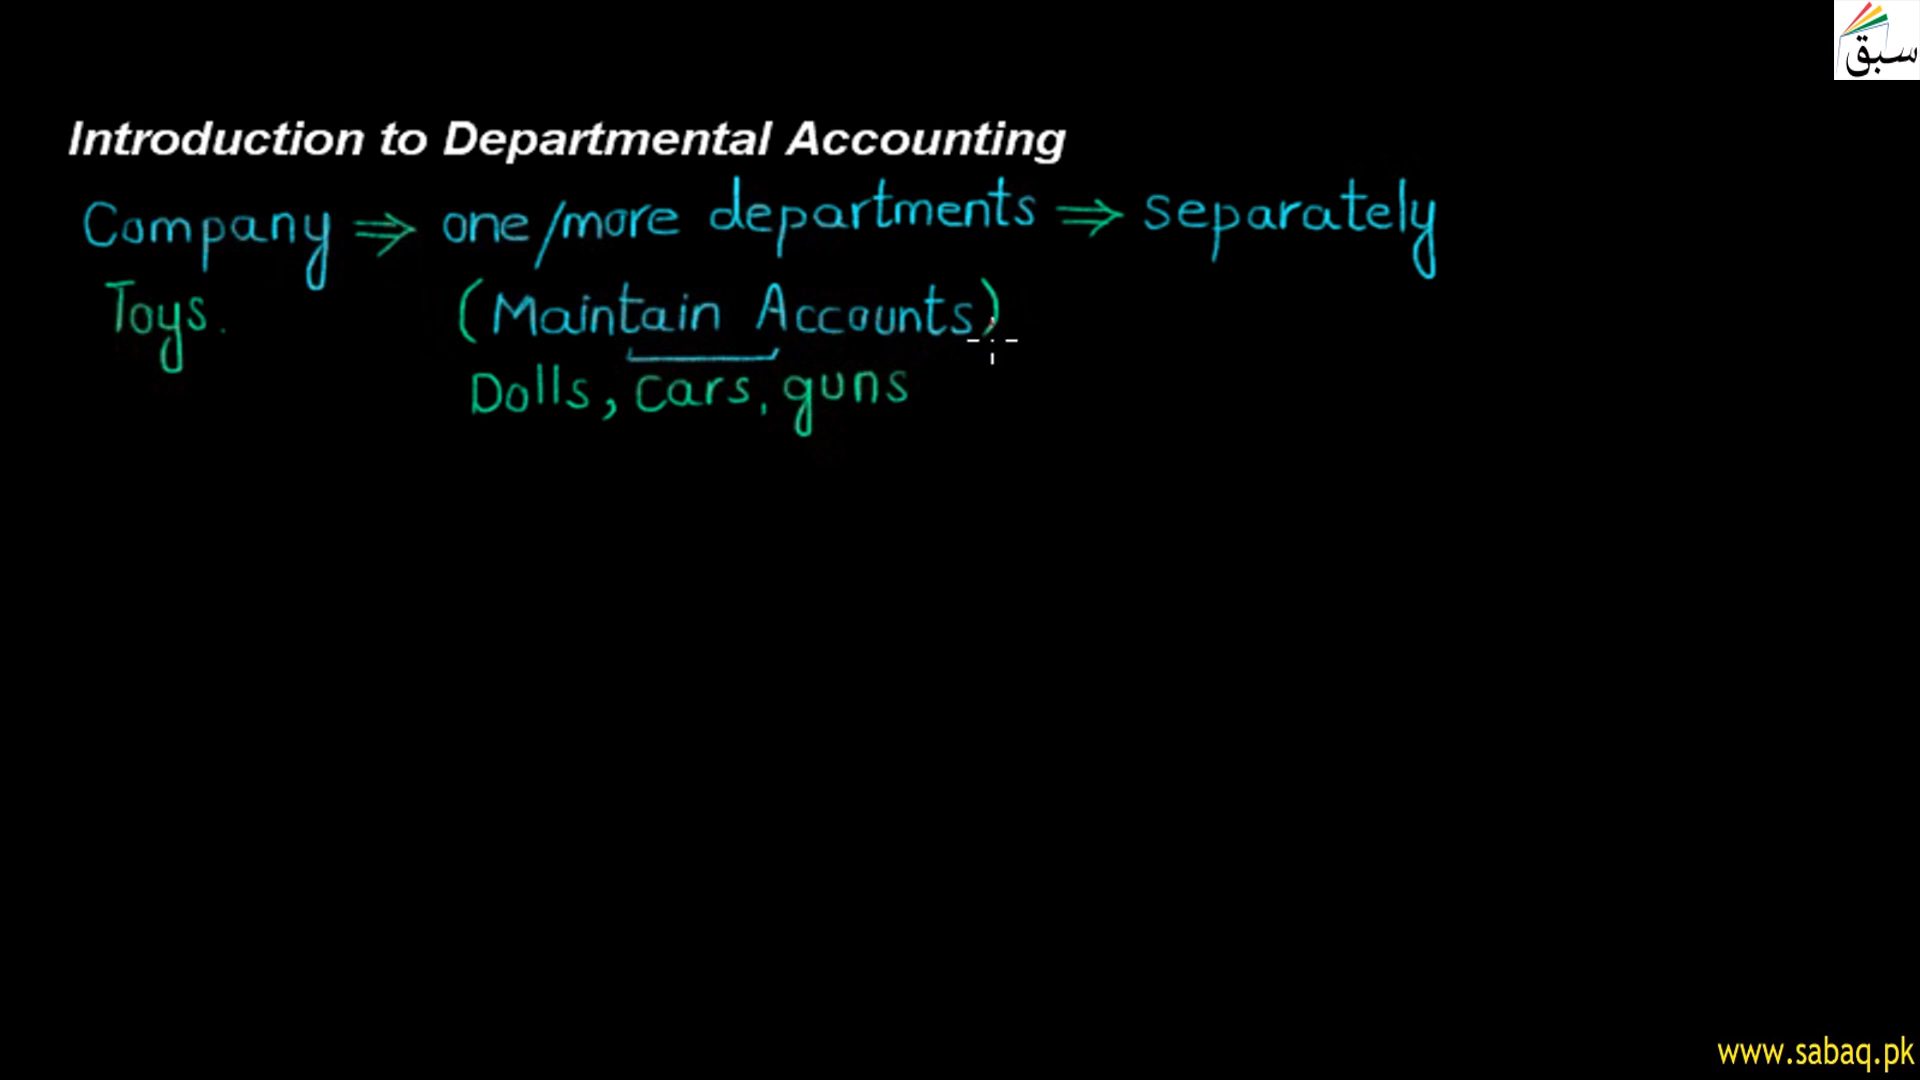 سبق
Introduction to Departmental Accounting
Company ⇒ one/more departments ⇒ separately
Toys. (Maintain Accounts)
Dolls, cars, guns
www.sabaq.pk